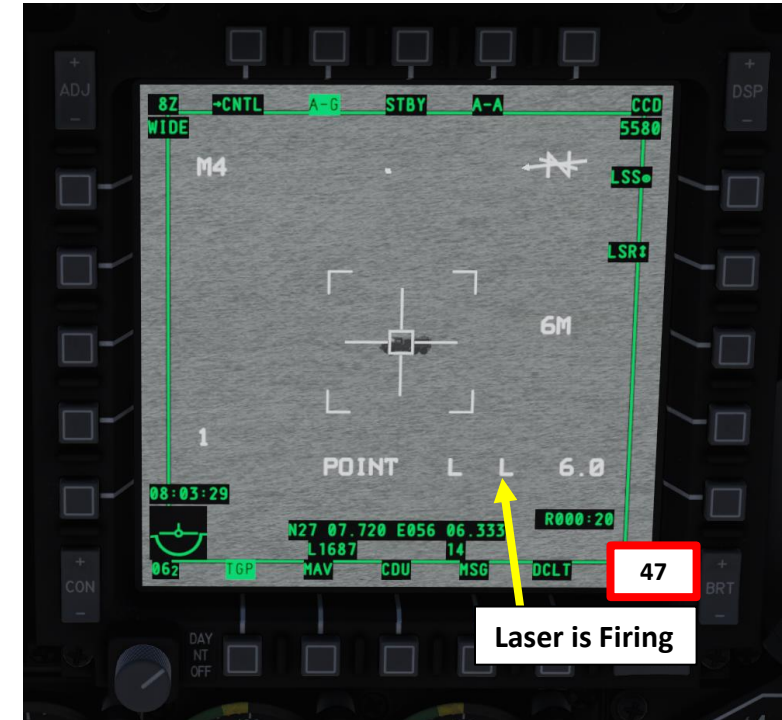 ADJ
DSP
8Z →CNTL A-G STBY A-A CCD
WIDE 5580
M4 N
LSS
LSR↕
6M
1
POINT L L 6.0
08:03:29
N27 07.720 E056 06.333 R000:20
L1687 14
TGP MAV CDU MSG DCLT 47
CON
BRT
Laser is Firing
DAY
NT
OFF